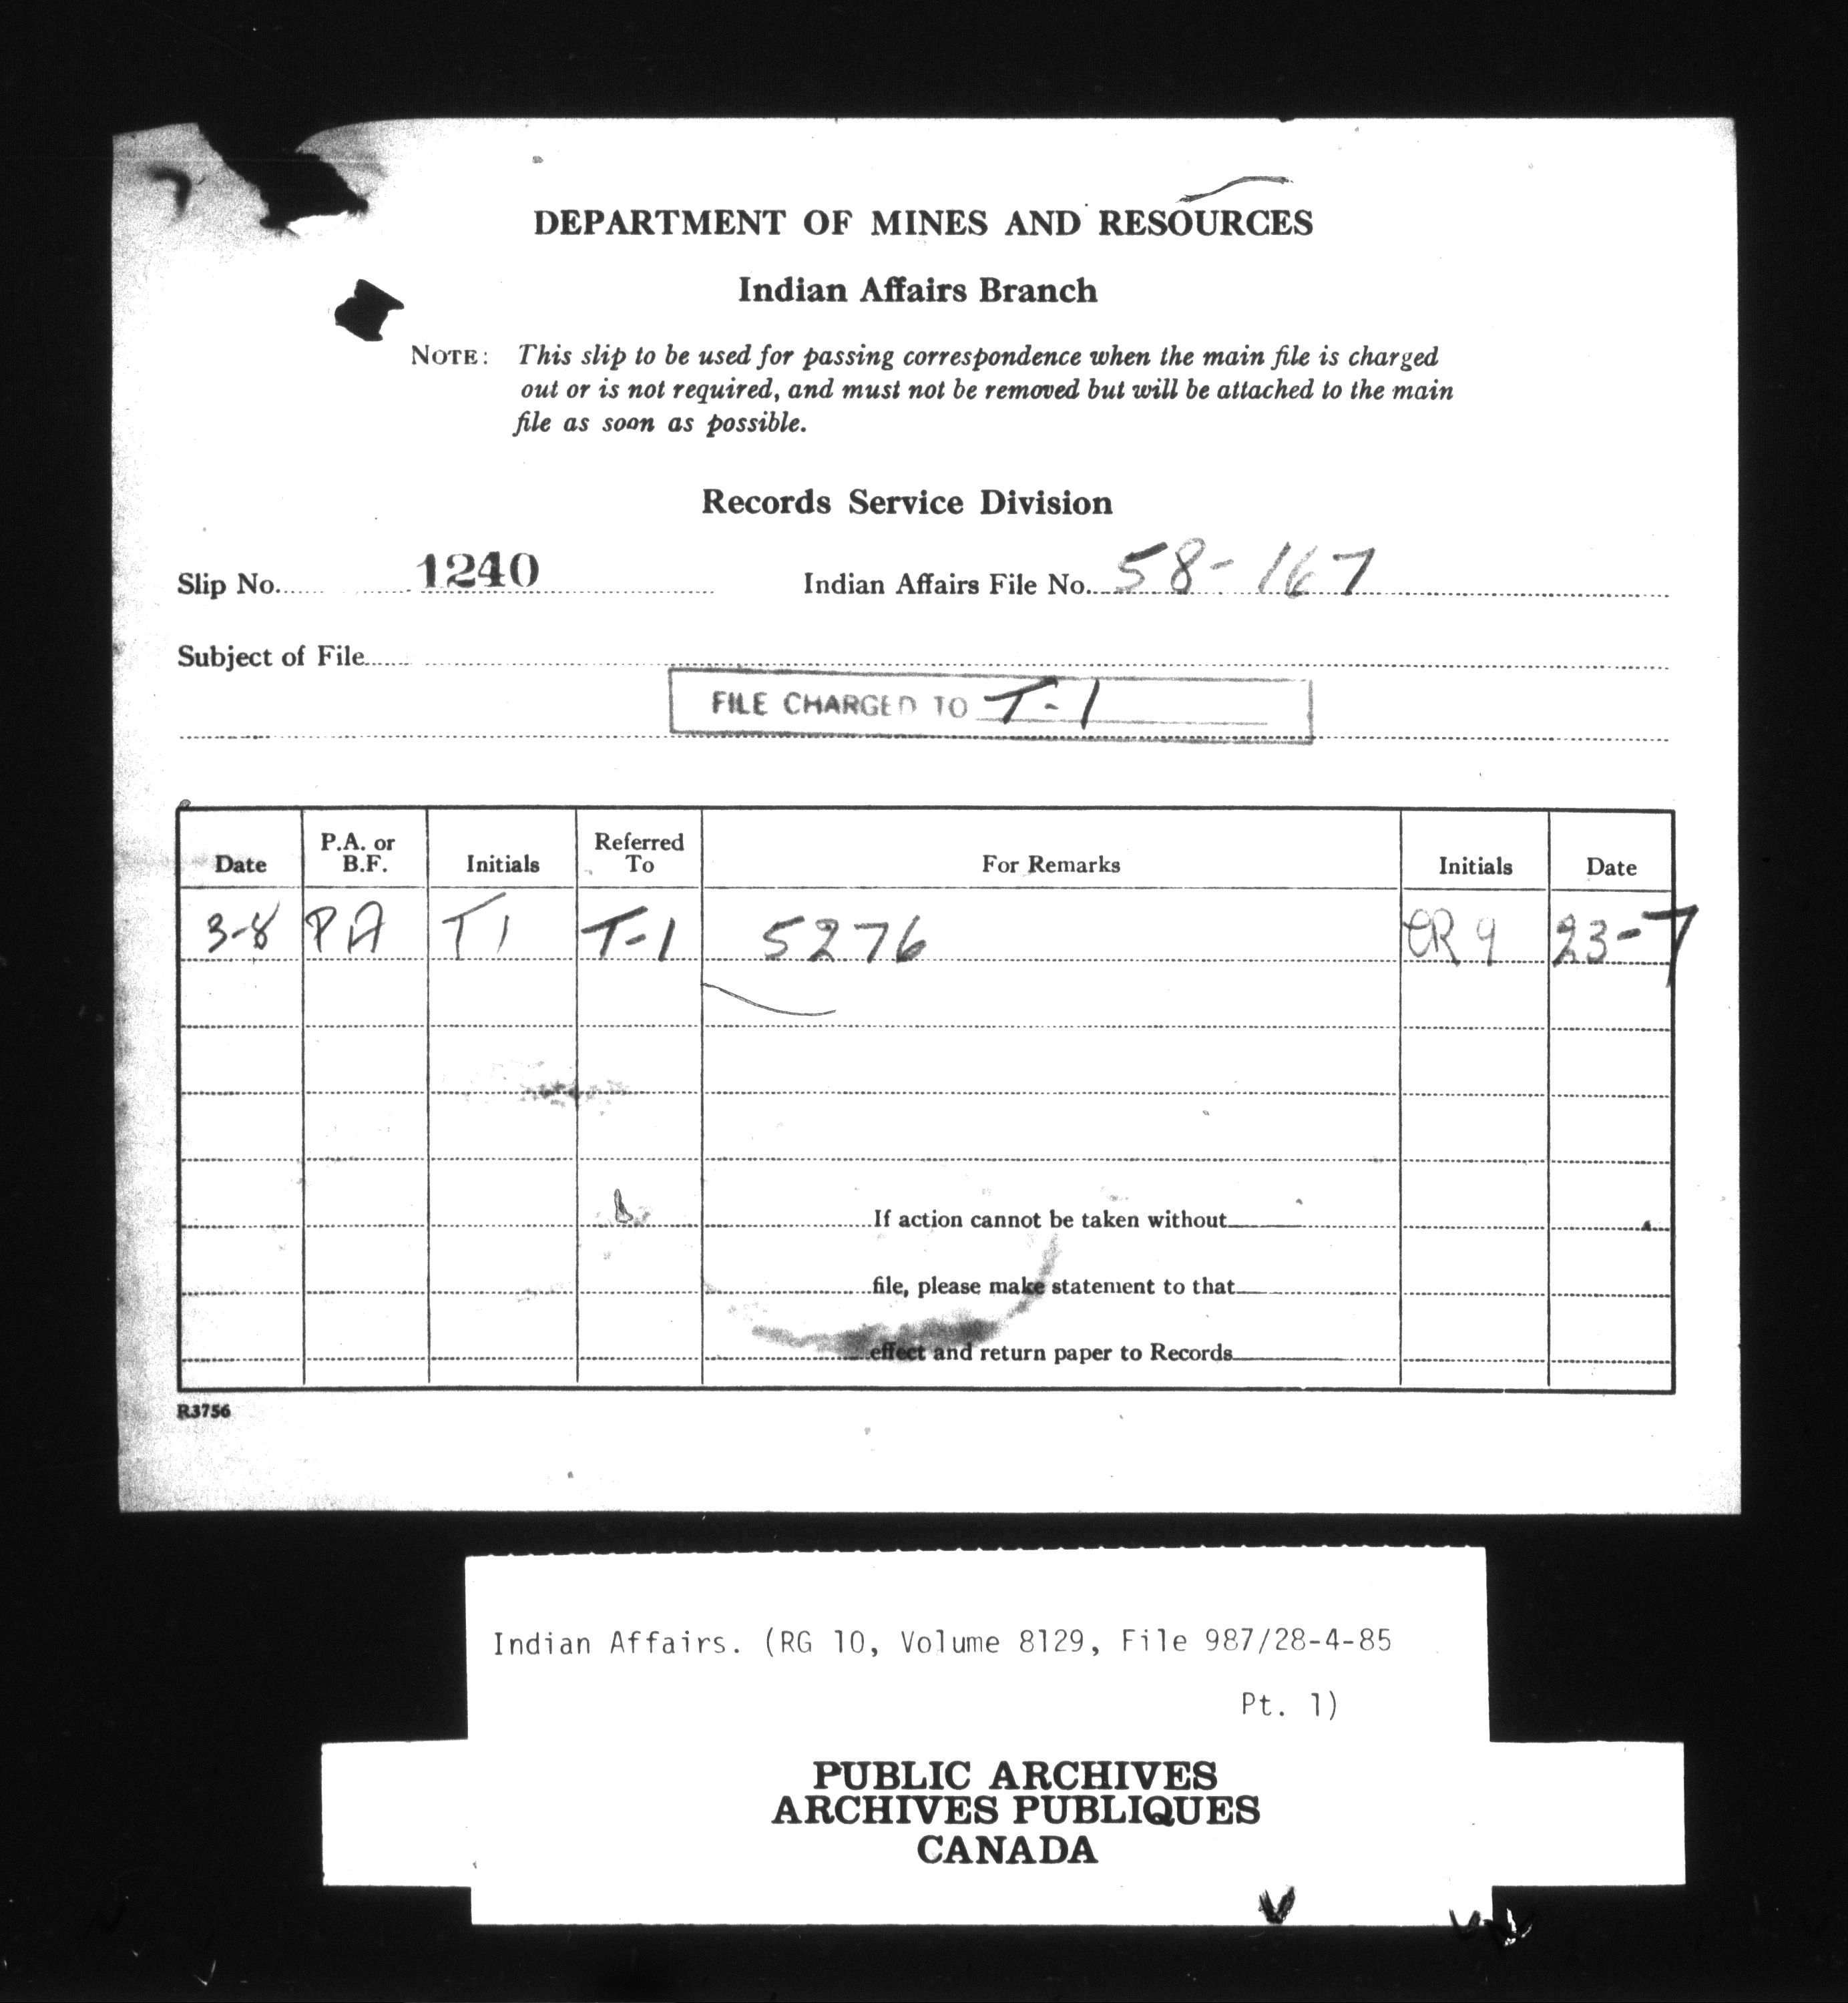 DEPARTMENT OF MINES AND RESOURCES
Indian Affairs Branch
NOTE: This slip to be used for passing correspondence when the main file is charged
out or is not required, and must not be removed but will be attached to the main
file as soon as possible.
Records Service Division
Slip No. 1240 Indian Affairs File No. 58-167
Subject of File
FILE CHARGED TO T-1
Date P.A. or B.F. Initials Referred To For Remarks Initials Date
3-8 PA T1 T-1 5276 CR 9 23-7
If action cannot be taken without
file, please make statement to that
effect and return paper to Records
R3756
Indian Affairs. (RG 10, Volume 8129, File 987/28-4-85
Pt. 1)
PUBLIC ARCHIVES
ARCHIVES PUBLIQUES
CANADA